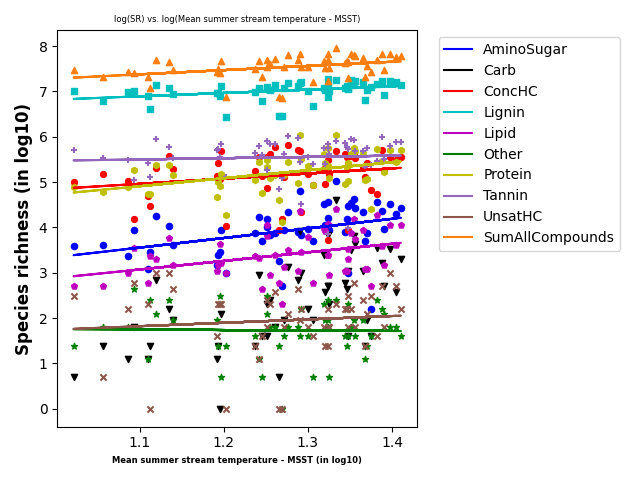 log(SR) vs. log(Mean summer stream temperature - MSST)
Species richness (in log10)
8
7
6
5
4
3
2
1
0
1.1
1.2
1.3
1.4
Mean summer stream temperature - MSST (in log10)
AminoSugar
Carb
ConcHC
Lignin
Lipid
Other
Protein
Tannin
UnsatHC
SumAllCompounds